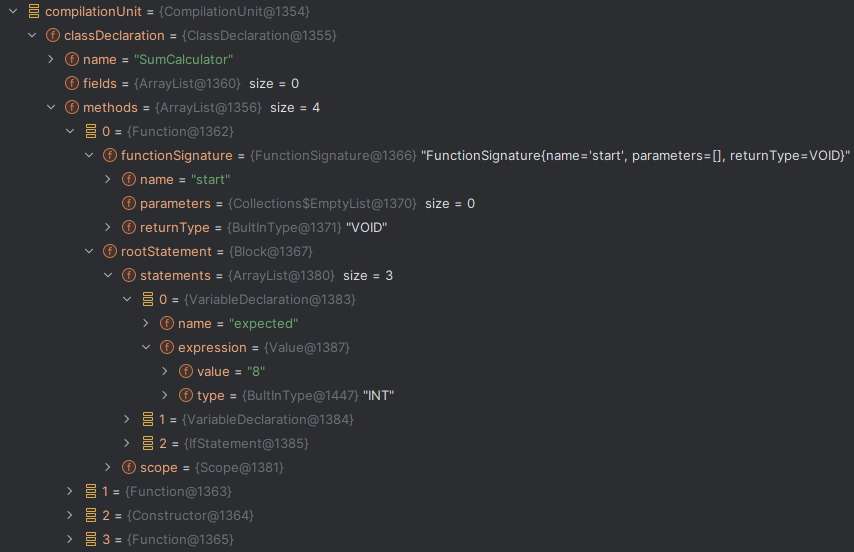 compilationUnit = {CompilationUnit@1354}
classDeclaration = {ClassDeclaration@1355}
f name = "SumCalculator"
f fields = {ArrayList@1360} size = 0
f methods = {ArrayList@1356} size = 4
0 = {Function@1362}
f functionSignature = {FunctionSignature@1366} "FunctionSignature{name='start', parameters=[], returnType=VOID}"
f name = "start"
f parameters = {Collections$EmptyList@1370} size = 0
f returnType = {BultInType@1371} "VOID"
f rootStatement = {Block@1367}
f statements = {ArrayList@1380} size = 3
0 = {VariableDeclaration@1383}
f name = "expected"
f expression = {Value@1387}
f value = "8"
f type = {BultInType@1447} "INT"
1 = {VariableDeclaration@1384}
2 = {IfStatement@1385}
f scope = {Scope@1381}
1 = {Function@1363}
2 = {Constructor@1364}
3 = {Function@1365}